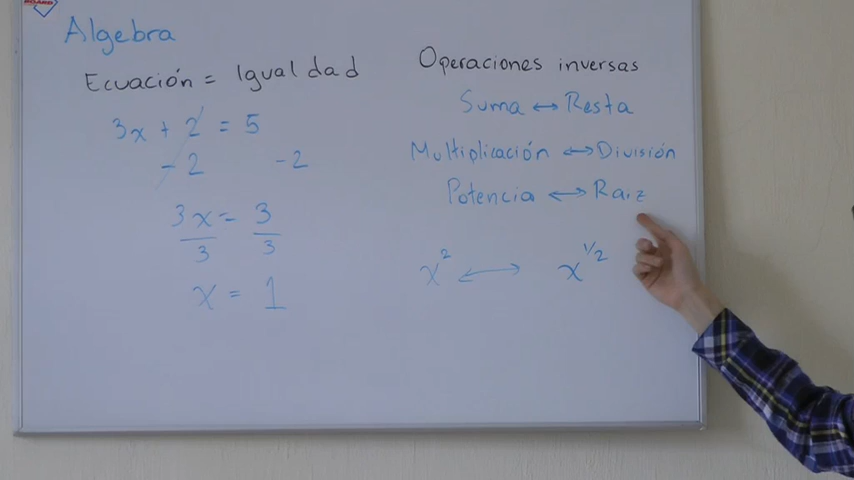 BOARD
Algebra
Ecuación = Igualdad
3x + 2 = 5
- 2 - 2
3x = 3
3 3
x = 1
Operaciones inversas
Suma ↔ Resta
Multiplicación ↔ División
Potencia ↔ Raiz
x² ↔ x^1/2